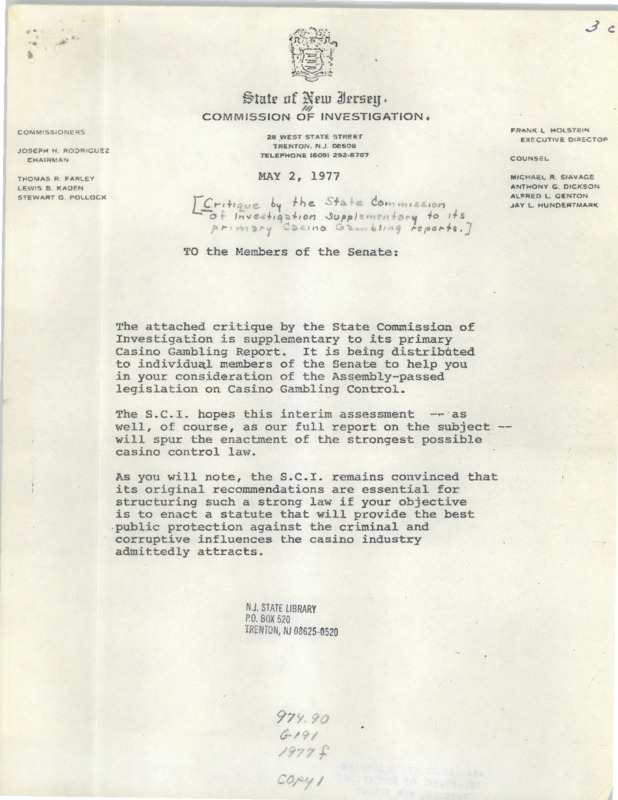 3 c
State of New Jersey.
COMMISSION OF INVESTIGATION.
28 WEST STATE STREET
TRENTON, N.J. 08608
TELEPHONE (609) 292-6767
COMMISSIONERS
JOSEPH H. RODRIGUEZ
CHAIRMAN
THOMAS R. FARLEY
LEWIS B. KADEN
STEWART G. POLLOCK
FRANK L. HOLSTEIN
EXECUTIVE DIRECTOR
COUNSEL
MICHAEL R. SIAVAGE
ANTHONY G. DICKSON
ALFRED L. GENTON
JAY L. HUNDERTMARK
MAY 2, 1977
[Critique by the State Commission
of Investigation Supplementary to its
primary Casino Gambling reports.]
TO the Members of the Senate:
The attached critique by the State Commission of
Investigation is supplementary to its primary
Casino Gambling Report. It is being distributed
to individual members of the Senate to help you
in your consideration of the Assembly-passed
legislation on Casino Gambling Control.
The S.C.I. hopes this interim assessment -- as
well, of course, as our full report on the subject --
will spur the enactment of the strongest possible
casino control law.
As you will note, the S.C.I. remains convinced that
its original recommendations are essential for
structuring such a strong law if your objective
is to enact a statute that will provide the best
public protection against the criminal and
corruptive influences the casino industry
admittedly attracts.
N.J. STATE LIBRARY
P.O. BOX 520
TRENTON, NJ 08625-0520
974.90
G191
1977f
COPY 1